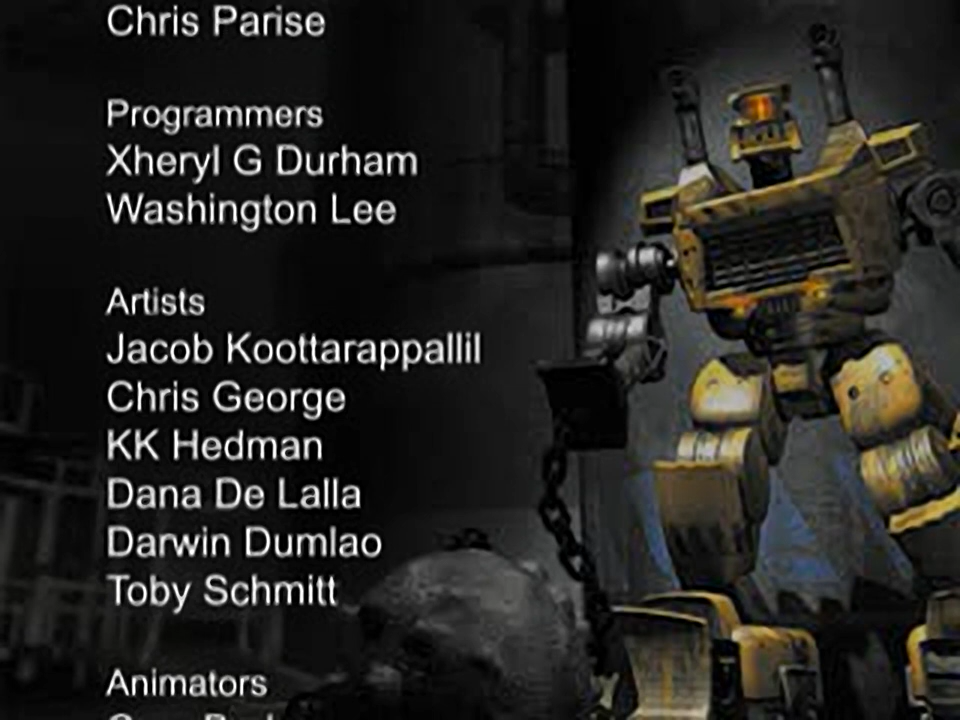 Chris Parise
Programmers
Xheryl G Durham
Washington Lee
Artists
Jacob Koottarappallil
Chris George
KK Hedman
Dana De Lalla
Darwin Dumlao
Toby Schmitt
Animators